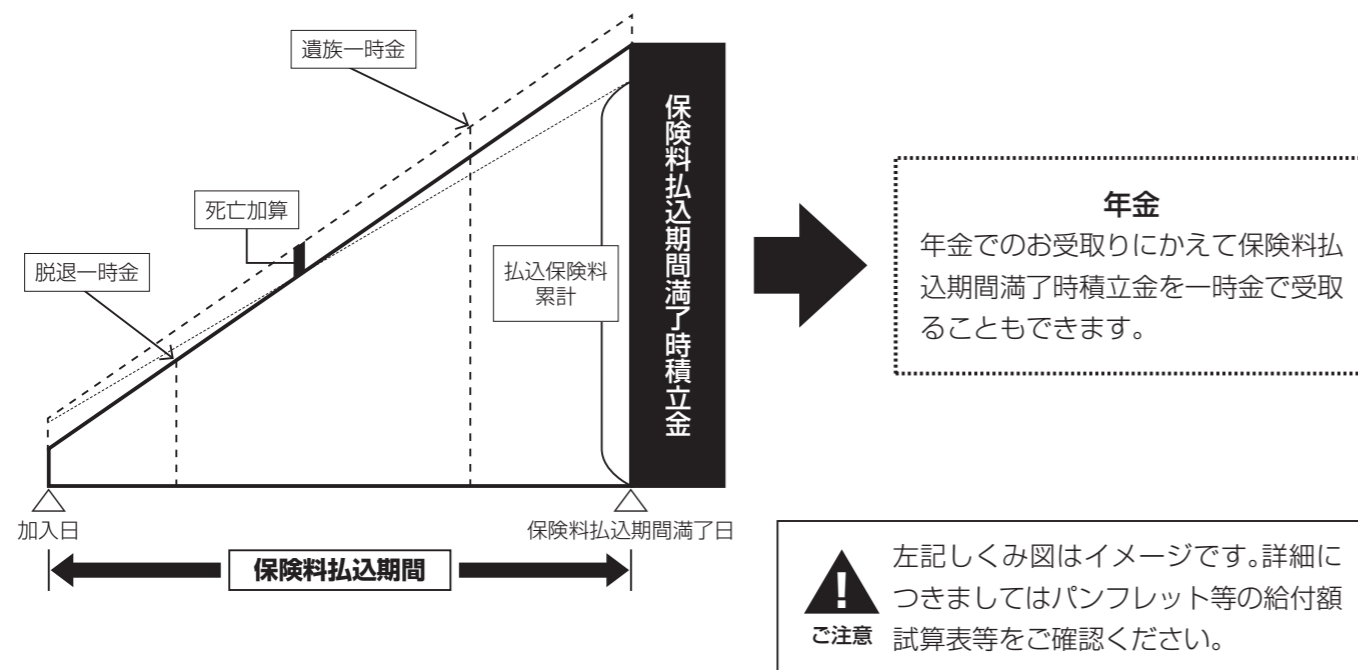 遺族一時金
死亡加算
脱退一時金
払込保険料
累計
保険料払込期間満了時積立金
加入日
保険料払込期間満了日
保険料払込期間
年金
年金でのお受取りにかえて保険料払
込期間満了時積立金を一時金で受取
ることもできます。
!
ご注意
左記しくみ図はイメージです。詳細に
つきましてはパンフレット等の給付額
試算表等をご確認ください。